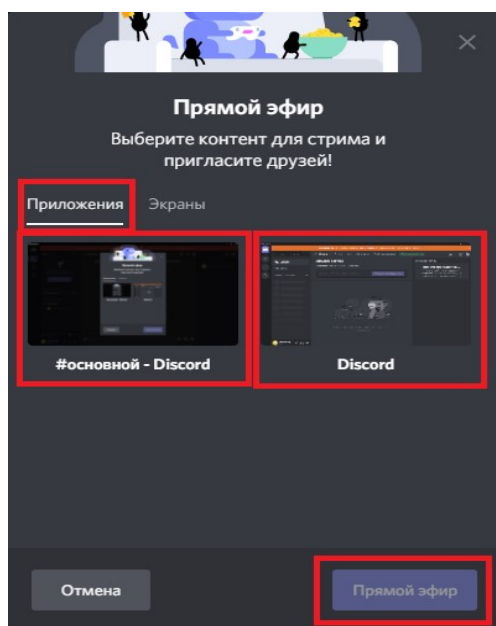 Прямой эфир
Выберите контент для стрима и
пригласите друзей!
Приложения Экраны
#основной - Discord Discord
Отмена Прямой эфир